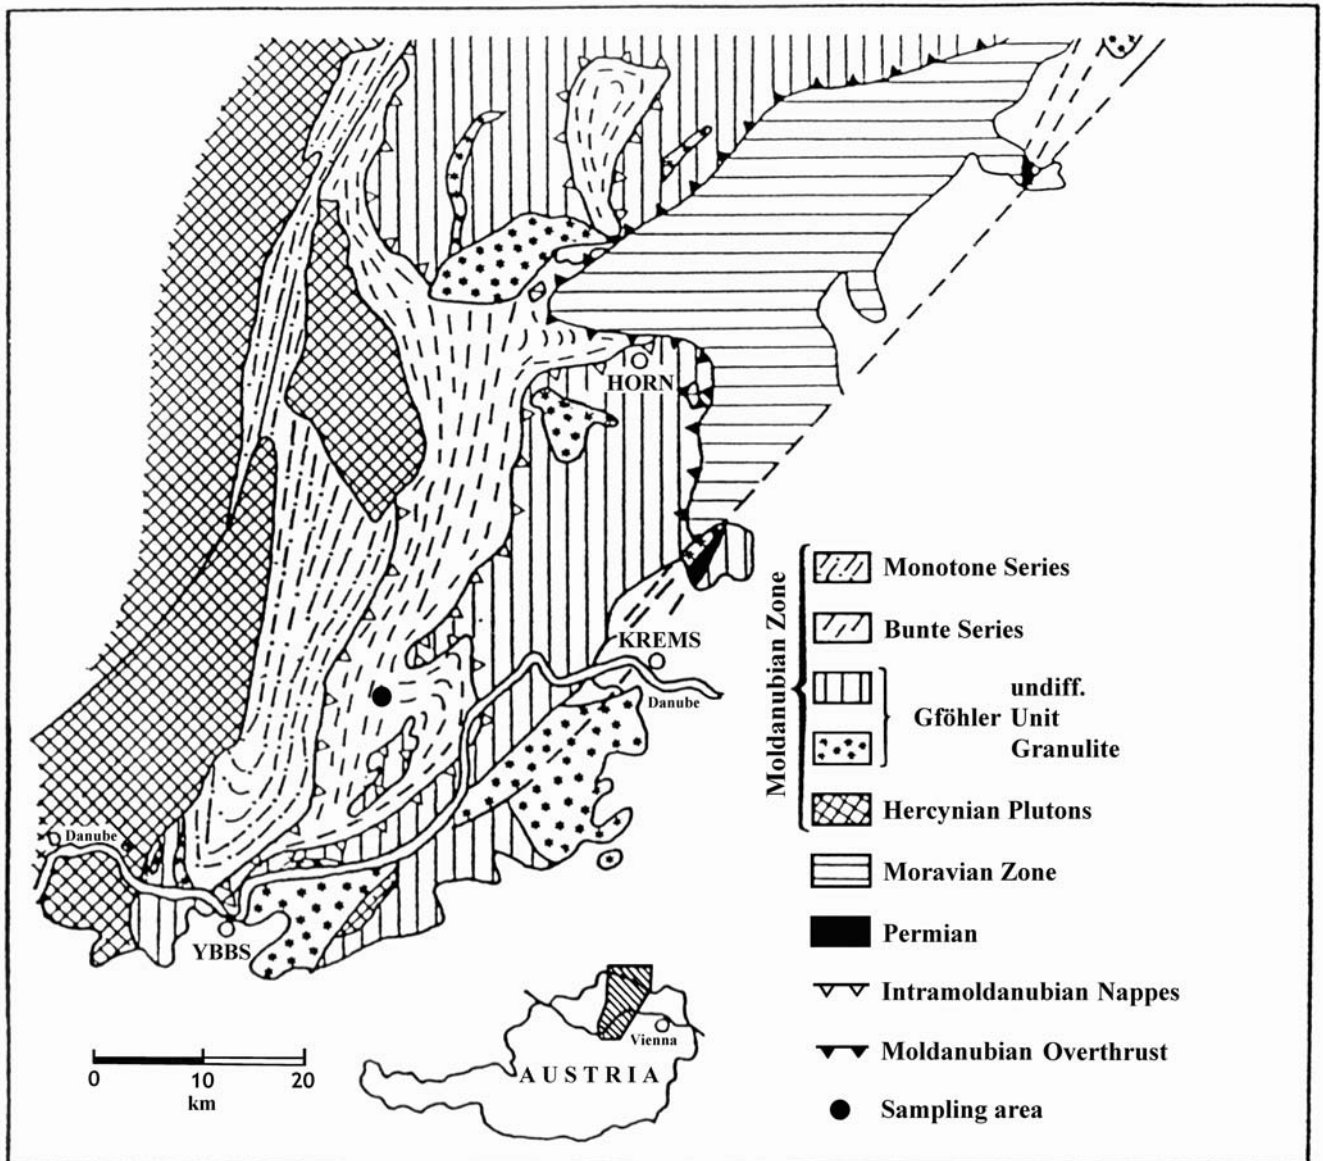 HORN
KREMS
Danube
Danube
YBBS
Moldanubian Zone
Monotone Series
Bunte Series
undiff.
Gföhler Unit
Granulite
Hercynian Plutons
Moravian Zone
Permian
Intramoldanubian Nappes
Moldanubian Overthrust
Sampling area
0 10 20
km
Vienna
AUSTRIA